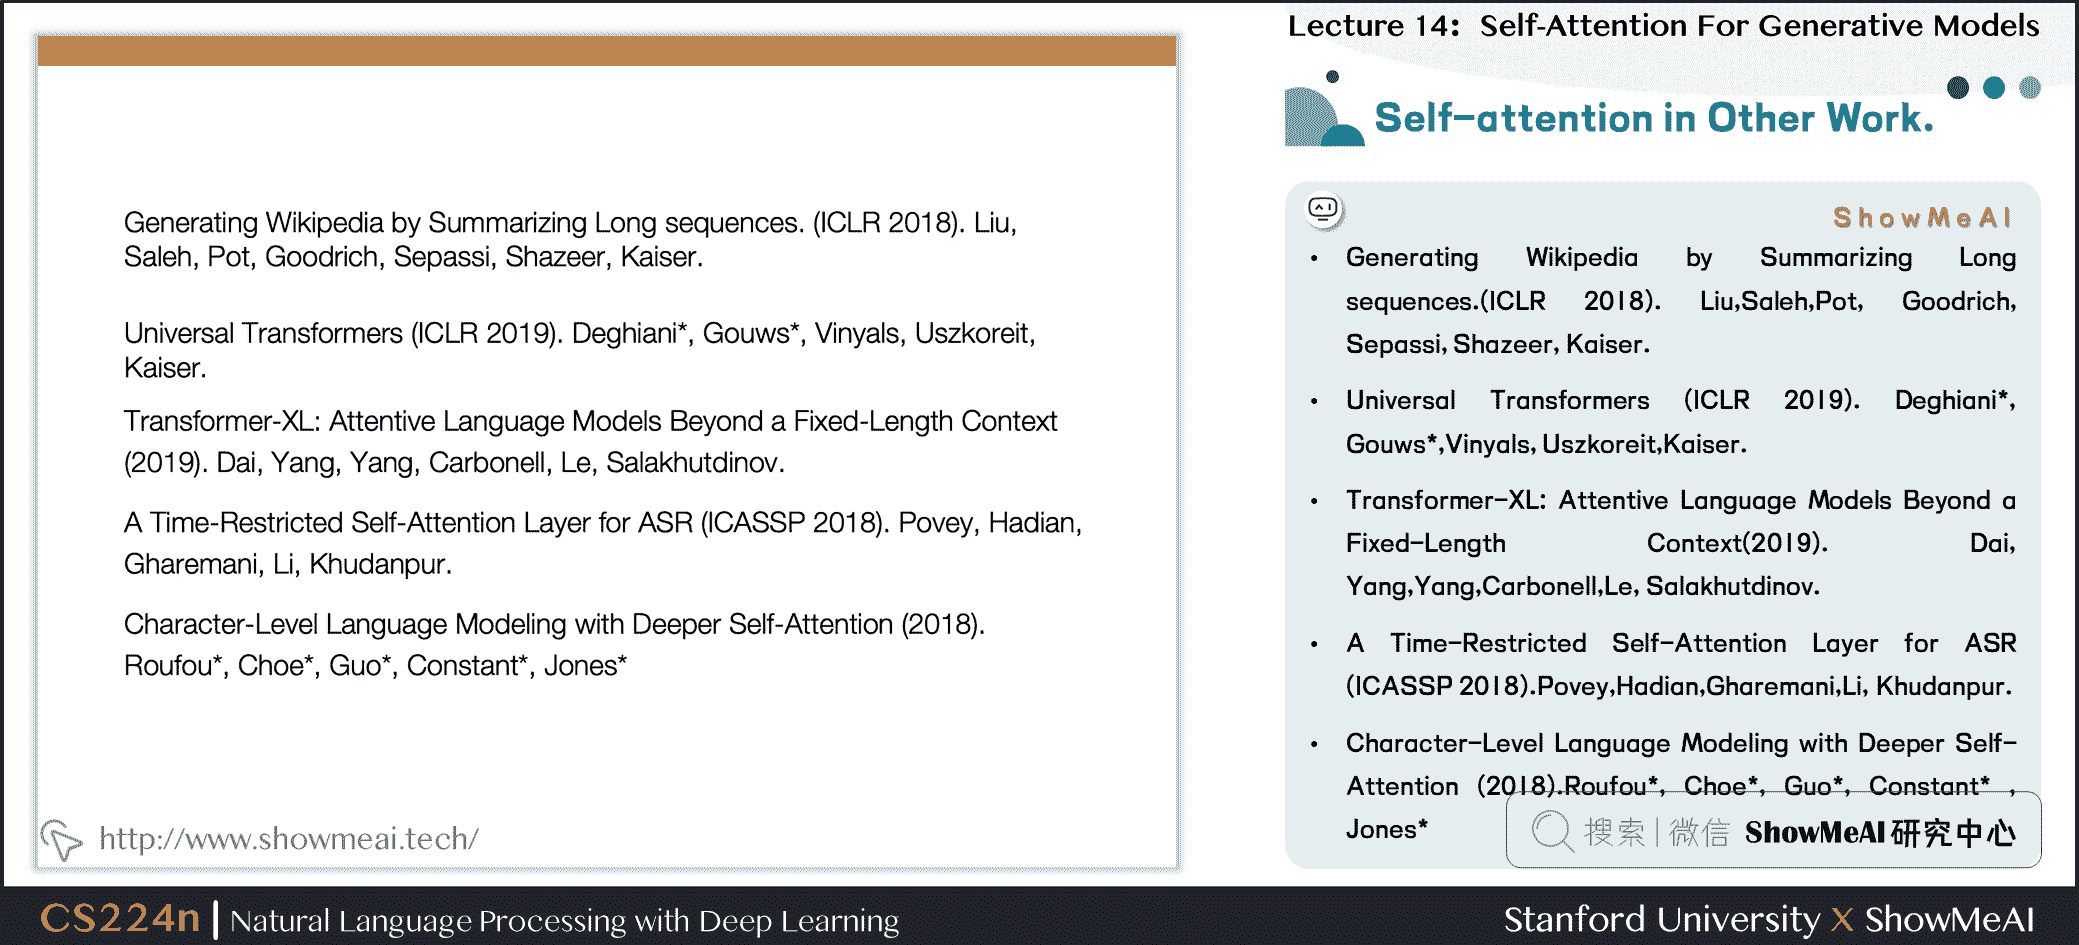 Lecture 14: Self-Attention For Generative Models
Self-attention in Other Work.
Generating Wikipedia by Summarizing Long sequences. (ICLR 2018). Liu,
Saleh, Pot, Goodrich, Sepassi, Shazeer, Kaiser.
Universal Transformers (ICLR 2019). Deghiani*, Gouws*, Vinyals, Uszkoreit,
Kaiser.
Transformer-XL: Attentive Language Models Beyond a Fixed-Length Context
(2019). Dai, Yang, Yang, Carbonell, Le, Salakhutdinov.
A Time-Restricted Self-Attention Layer for ASR (ICASSP 2018). Povey, Hadian,
Gharemani, Li, Khudanpur.
Character-Level Language Modeling with Deeper Self-Attention (2018).
Roufou*, Choe*, Guo*, Constant*, Jones*
http://www.showmeai.tech/
ShowMeAI
• Generating Wikipedia by Summarizing Long
sequences.(ICLR 2018). Liu,Saleh,Pot, Goodrich,
Sepassi, Shazeer, Kaiser.
• Universal Transformers (ICLR 2019). Deghiani*,
Gouws*,Vinyals, Uszkoreit,Kaiser.
• Transformer-XL: Attentive Language Models Beyond a
Fixed-Length Context(2019). Dai,
Yang,Yang,Carbonell,Le, Salakhutdinov.
• A Time-Restricted Self-Attention Layer for ASR
(ICASSP 2018).Povey,Hadian,Gharemani,Li, Khudanpur.
• Character-Level Language Modeling with Deeper Self-
Attention (2018).Roufou*, Choe*, Guo*, Constant* ,
Jones*
搜索|微信 ShowMeAI研究中心
CS224n | Natural Language Processing with Deep Learning
Stanford University X ShowMeAI